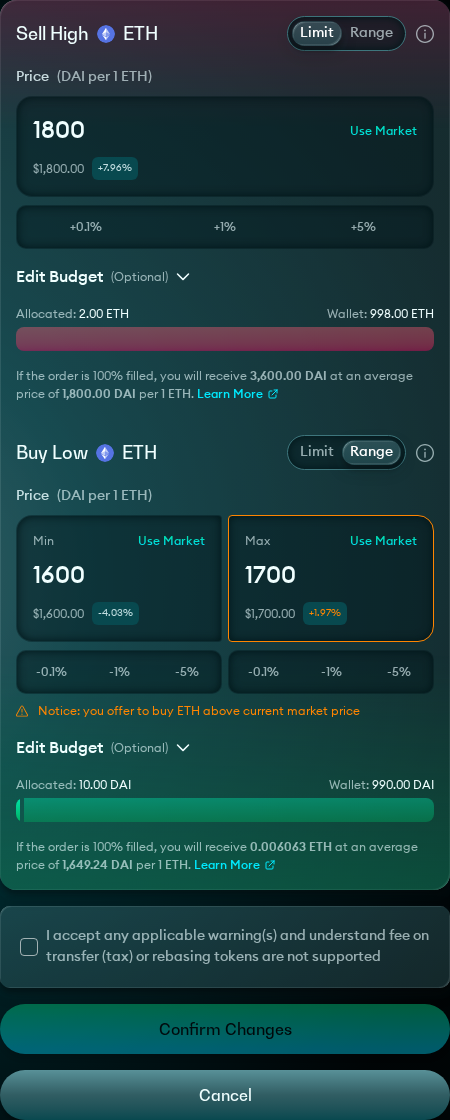 Sell High ETH
Limit Range
Price (DAI per 1 ETH)
1800
Use Market
$1,800.00 +7.96%
+0.1% +1% +5%
Edit Budget (Optional)
Allocated: 2.00 ETH Wallet: 998.00 ETH
If the order is 100% filled, you will receive 3,600.00 DAI at an average
price of 1,800.00 DAI per 1 ETH. Learn More
Buy Low ETH
Limit Range
Price (DAI per 1 ETH)
Min Use Market
1600
$1,600.00 -4.03%
Max Use Market
1700
$1,700.00 +1.97%
-0.1% -1% -5%
-0.1% -1% -5%
Notice: you offer to buy ETH above current market price
Edit Budget (Optional)
Allocated: 10.00 DAI Wallet: 990.00 DAI
If the order is 100% filled, you will receive 0.006063 ETH at an average
price of 1,649.24 DAI per 1 ETH. Learn More
I accept any applicable warning(s) and understand fee on
transfer (tax) or rebasing tokens are not supported
Confirm Changes
Cancel